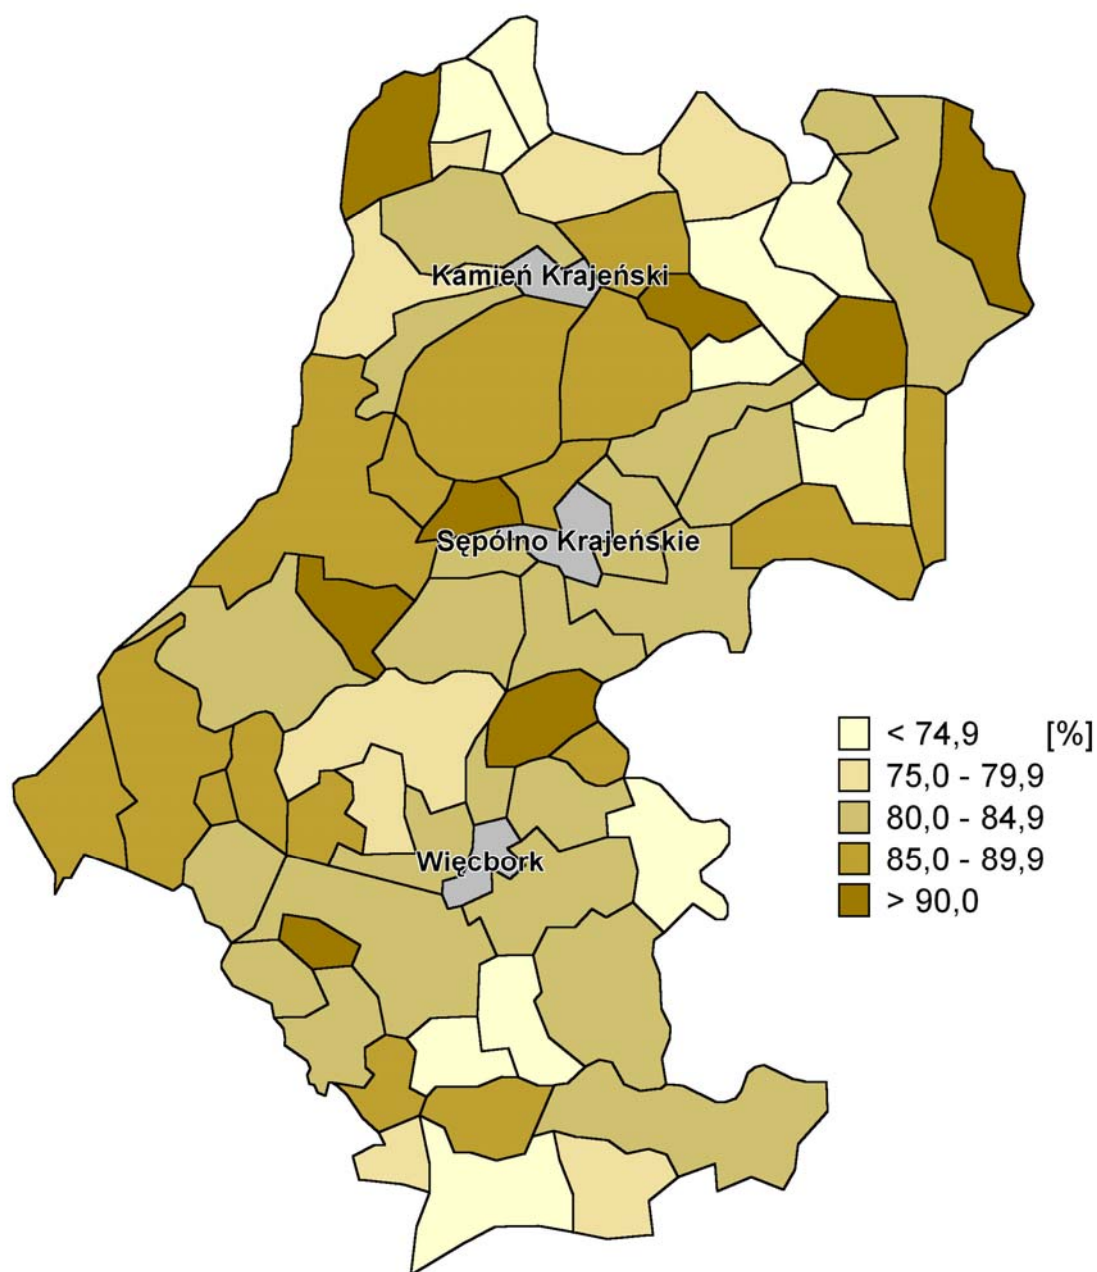 Kamień Krajeński
Sępólno Krajeńskie
Więcbork
< 74,9 [%]
75,0 - 79,9
80,0 - 84,9
85,0 - 89,9
> 90,0